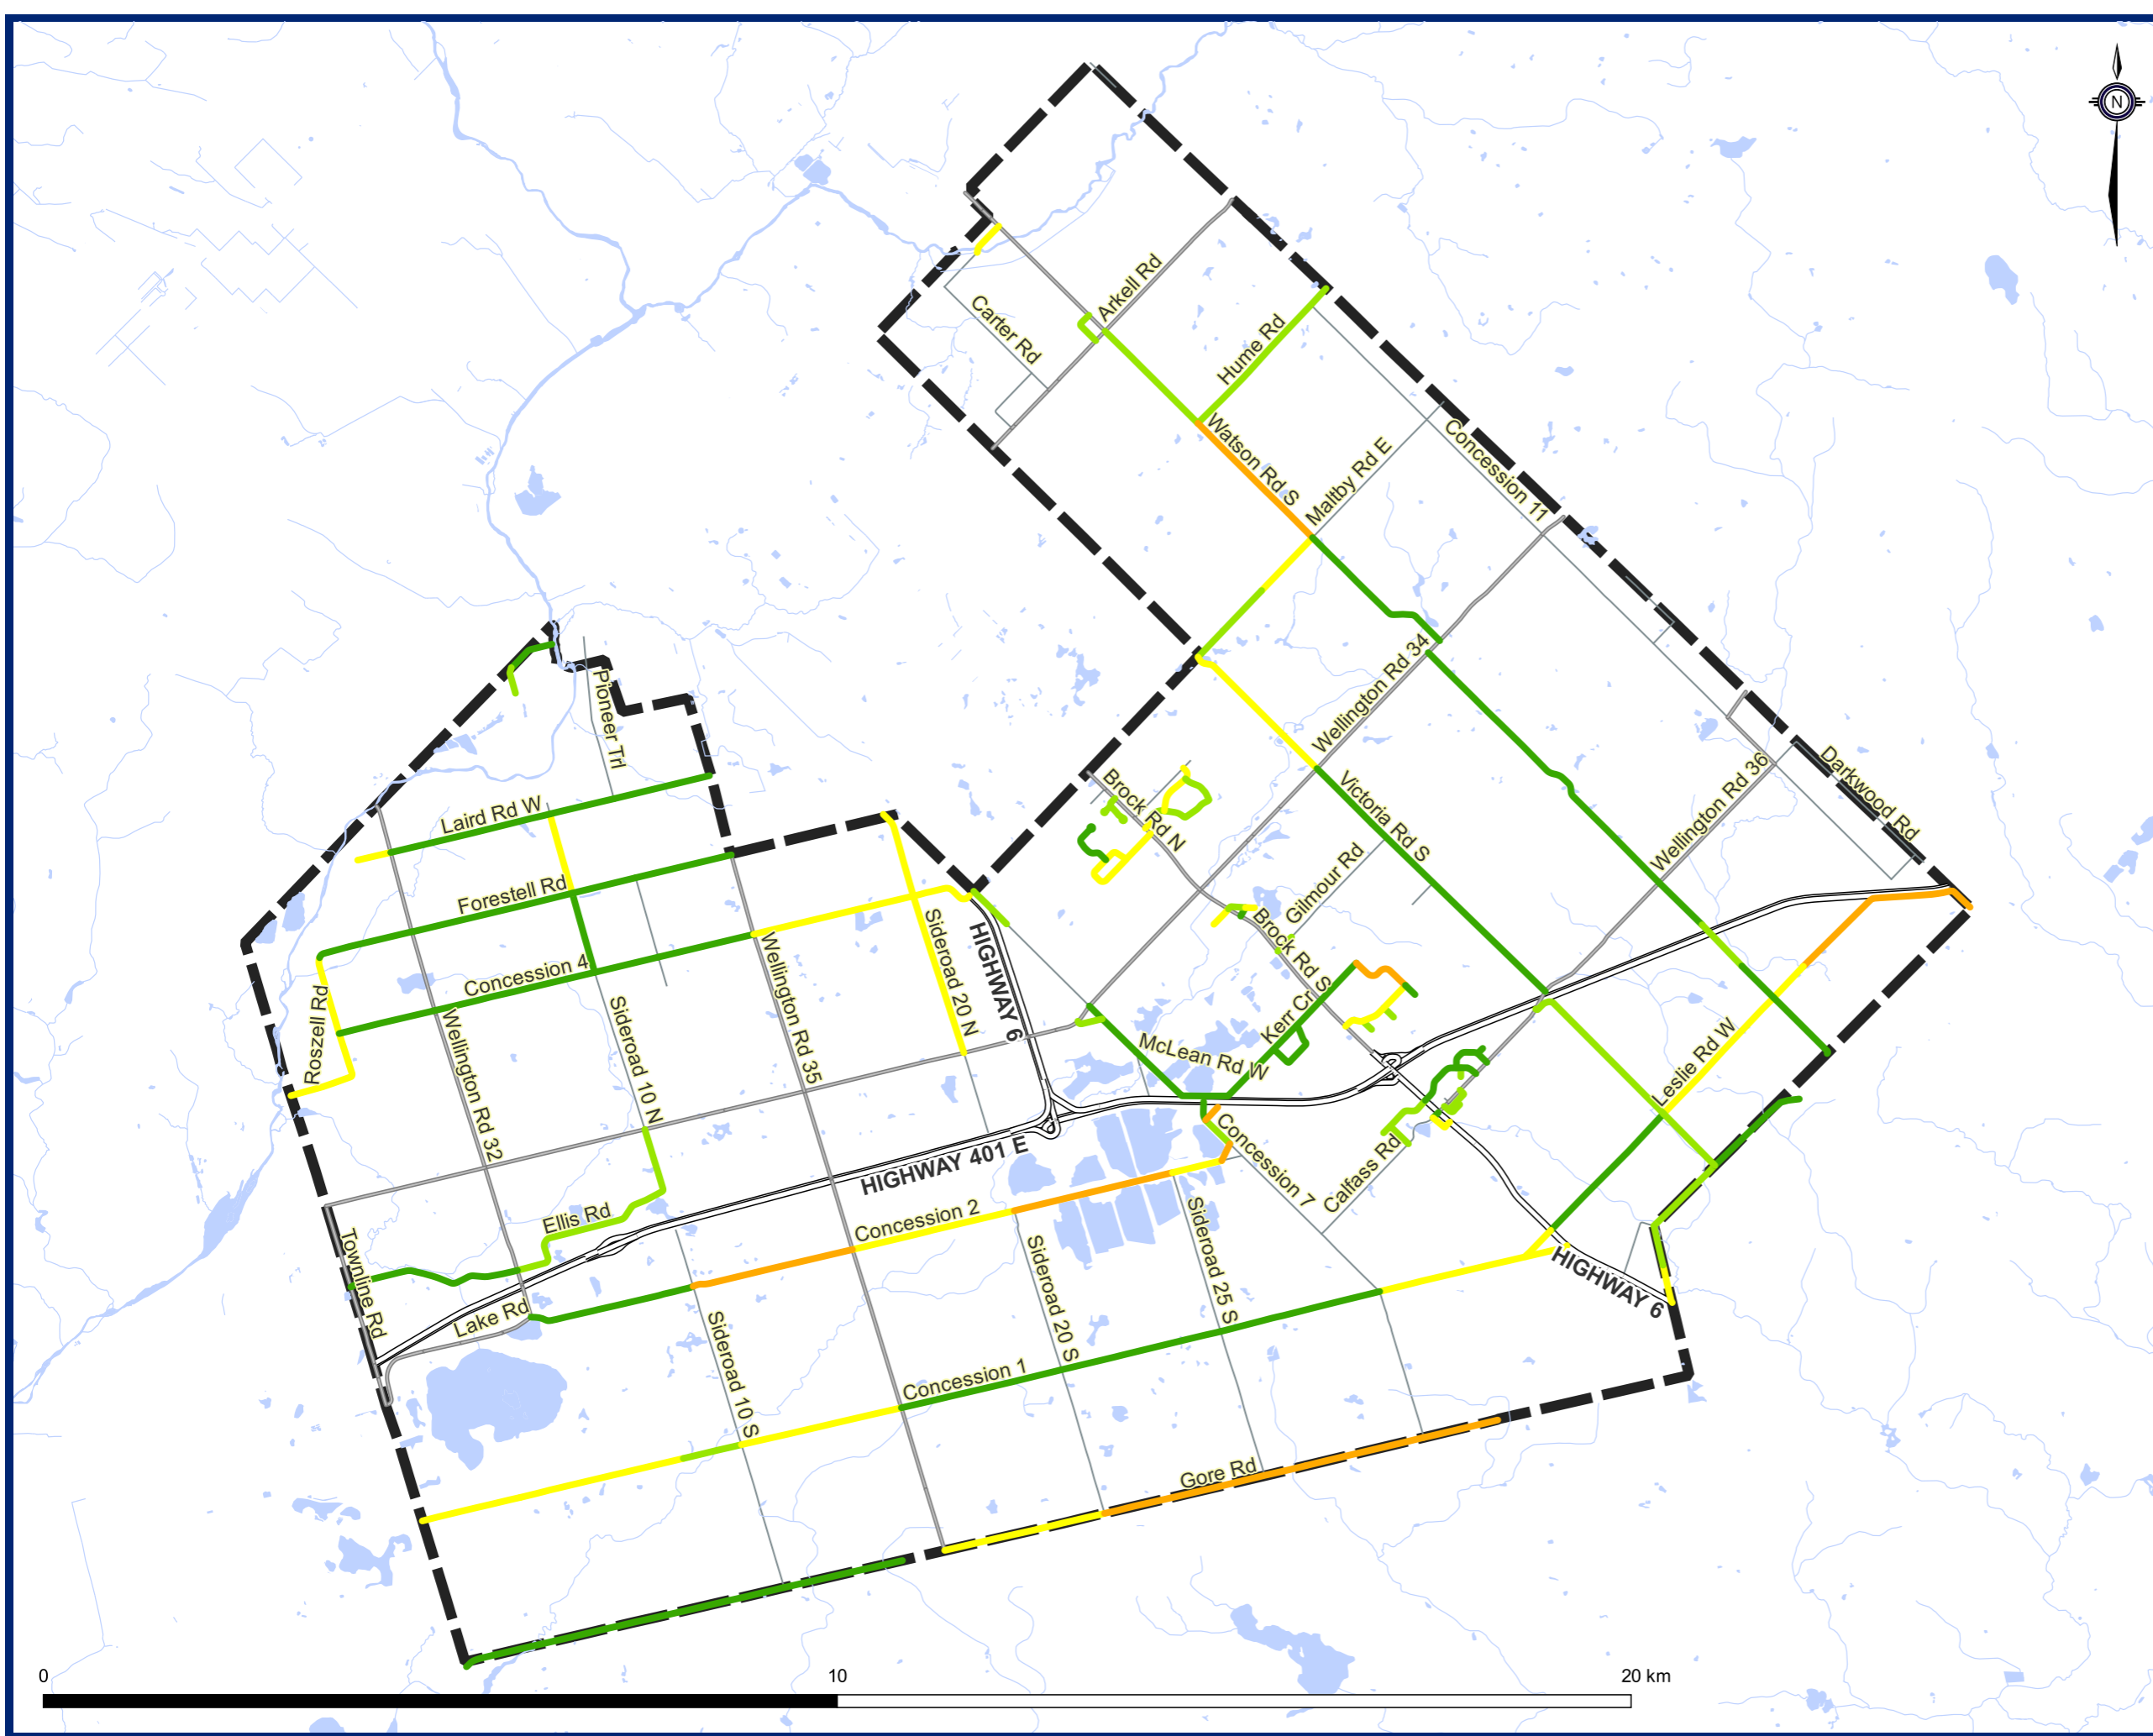 N
Arkell Rd
Carter Rd
Hume Rd
Watson Rd S
Maltby Rd E
Concession 11
Pioneer Trl
Wellington Rd 34
Laird Rd W
Brock Rd N
Victoria Rd S
Wellington Rd 36
Darkwood Rd
Forestell Rd
Gilmour Rd
Sideroad 20 N
HIGHWAY 6
Brock Rd S
Concession 4
Wellington Rd 35
Roszell Rd
Wellington Rd 32
Sideroad 10 N
Kerr Cr
McLean Rd W
Leslie Rd W
HIGHWAY 401 E
Concession 7
Calfass Rd
Ellis Rd
Concession 2
Townline Rd
Lake Rd
Sideroad 20 S
Sideroad 25 S
HIGHWAY 6
Sideroad 10 S
Concession 1
Gore Rd
0 10 20 km